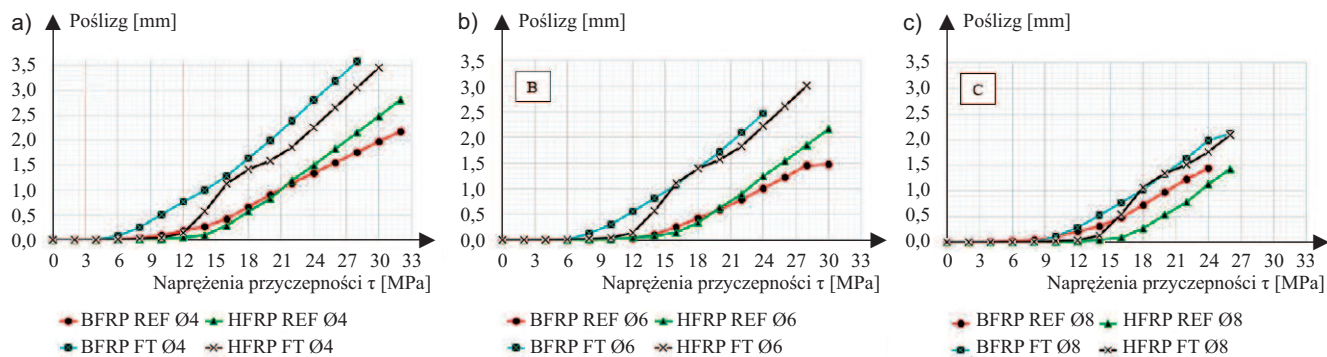 a)
Poślizg [mm]
3,5
3,0
2,5
2,0
1,5
1,0
0,5
0,0
0 3 6 9 12 15 18 21 24 27 30 33
Naprężenia przyczepności τ [MPa]
BFRP REF Ø4 HFRP REF Ø4
BFRP FT Ø4 HFRP FT Ø4
b)
Poślizg [mm]
B
3,5
3,0
2,5
2,0
1,5
1,0
0,5
0,0
0 3 6 9 12 15 18 21 24 27 30 33
Naprężenia przyczepności τ [MPa]
BFRP REF Ø6 HFRP REF Ø6
BFRP FT Ø6 HFRP FT Ø6
c)
Poślizg [mm]
C
3,5
3,0
2,5
2,0
1,5
1,0
0,5
0,0
0 3 6 9 12 15 18 21 24 27 30 33
Naprężenia przyczepności τ [MPa]
BFRP REF Ø8 HFRP REF Ø8
BFRP FT Ø8 HFRP FT Ø8